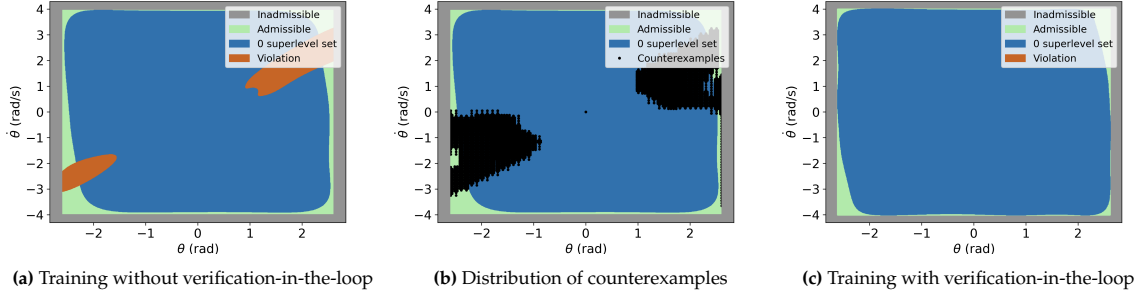 4
3
2
1
0
−1
−2
−3
−4
θ̇ (rad/s)
−2
−1
0
1
2
θ (rad)
Inadmissible
Admissible
0 superlevel set
Violation
(a) Training without verification-in-the-loop
4
3
2
1
0
−1
−2
−3
−4
θ̇ (rad/s)
−2
−1
0
1
2
θ (rad)
Inadmissible
Admissible
0 superlevel set
Counterexamples
(b) Distribution of counterexamples
4
3
2
1
0
−1
−2
−3
−4
θ̇ (rad/s)
−2
−1
0
1
2
θ (rad)
Inadmissible
Admissible
0 superlevel set
Violation
(c) Training with verification-in-the-loop